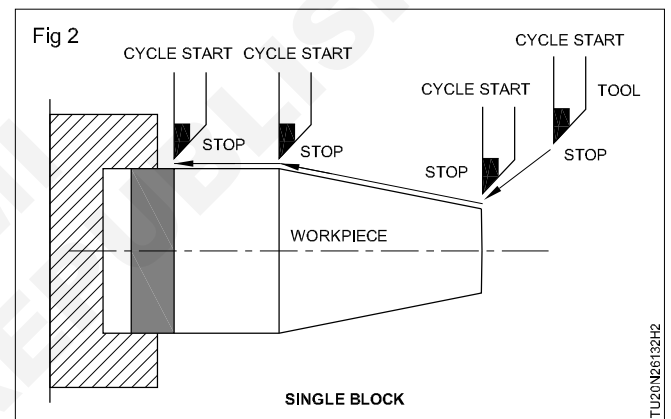 Fig 2
CYCLE START CYCLE START
CYCLE START
CYCLE START
TOOL
STOP
STOP
STOP
STOP
WORKPIECE
SINGLE BLOCK
TU20N26132H2